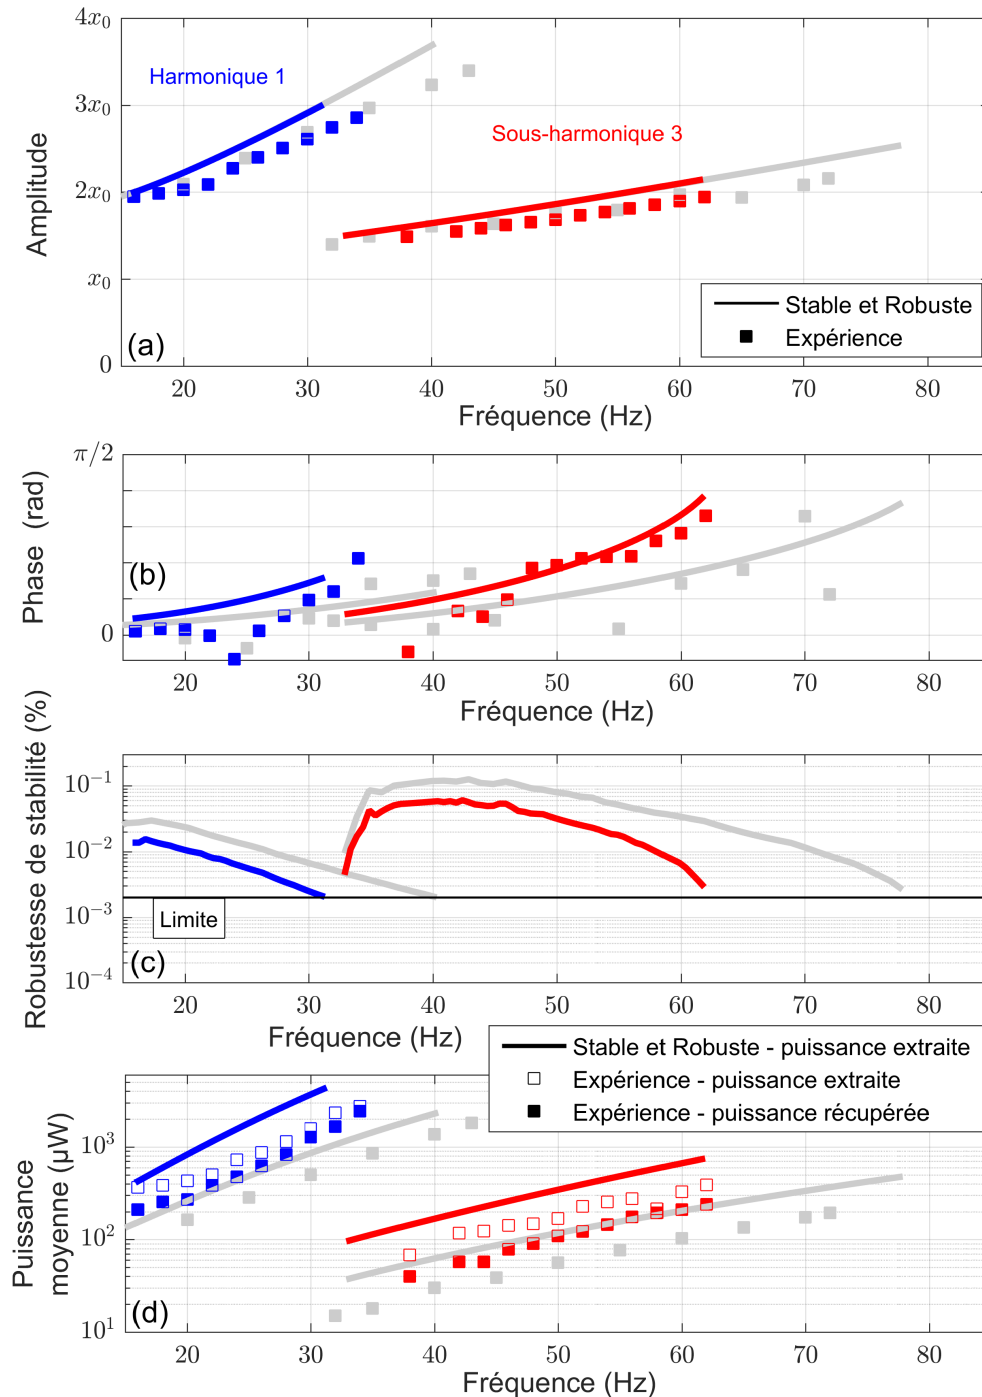 4x₀
3x₀
2x₀
x₀
0
Amplitude
Harmonique 1
Sous-harmonique 3
Stable et Robuste
Expérience
(a)
20 30 40 50 60 70 80
Fréquence (Hz)
π/2
0
Phase (rad)
(b)
20 30 40 50 60 70 80
Fréquence (Hz)
10⁻¹
10⁻²
10⁻³
10⁻⁴
Robustesse de stabilité (%)
Limite
(c)
20 30 40 50 60 70 80
Fréquence (Hz)
Stable et Robuste - puissance extraite
Expérience - puissance extraite
Expérience - puissance récupérée
10³
10²
10¹
Puissance
moyenne (µW)
(d)
20 30 40 50 60 70 80
Fréquence (Hz)